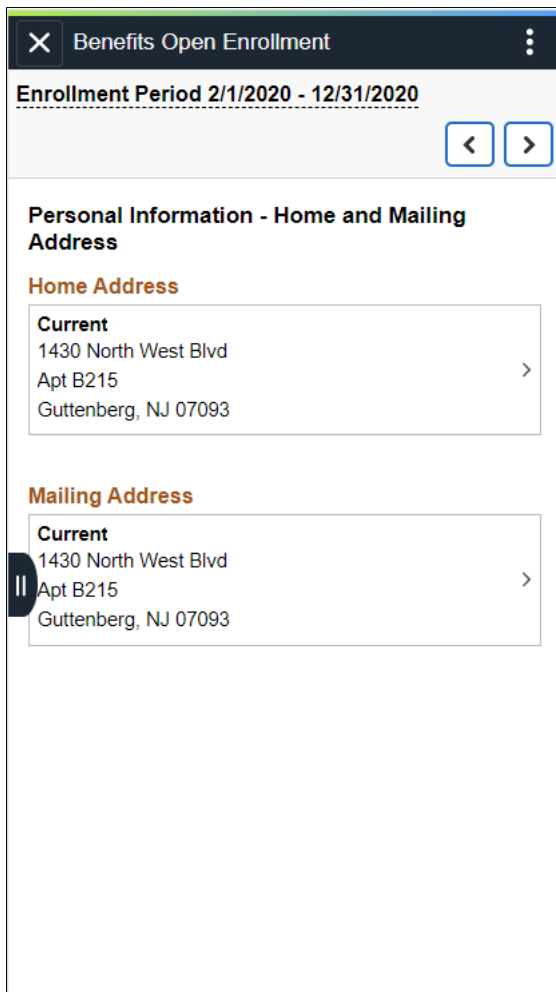 Benefits Open Enrollment
Enrollment Period 2/1/2020 - 12/31/2020
Personal Information - Home and Mailing
Address
Home Address
Current
1430 North West Blvd
Apt B215
Guttenberg, NJ 07093
Mailing Address
Current
1430 North West Blvd
Apt B215
Guttenberg, NJ 07093